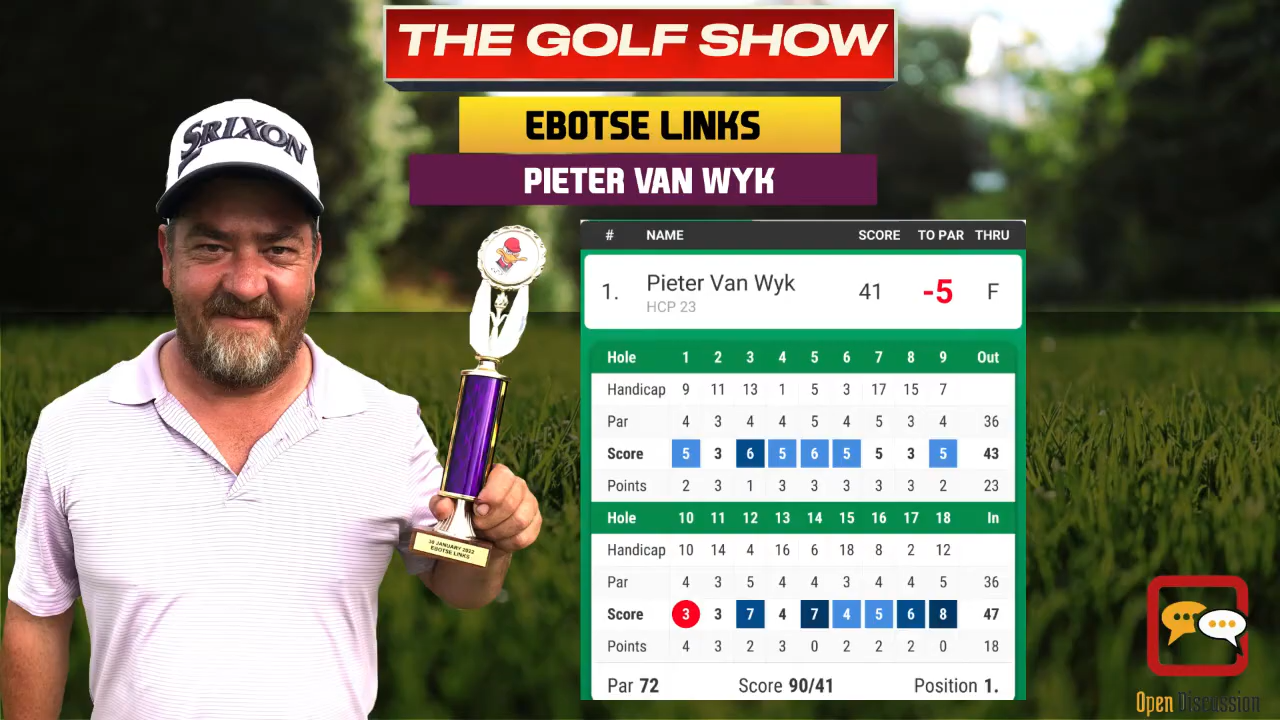 THE GOLF SHOW
EBOTSE LINKS
PIETER VAN WYK
SRIXON
# NAME SCORE TO PAR THRU
1. Pieter Van Wyk 41 -5 F
HCP 23
Hole 1 2 3 4 5 6 7 8 9 Out
Handicap 9 11 13 1 5 3 17 15 7
Par 4 3 4 4 5 4 5 3 4 36
Score 5 3 6 5 6 5 5 3 5 43
Points 2 3 1 3 3 3 3 3 2 23
Hole 10 11 12 13 14 15 16 17 18 In
Handicap 10 14 4 16 6 18 8 2 12
Par 4 3 5 4 4 3 4 4 5 36
Score 3 3 7 4 7 4 5 6 8 47
Points 4 3 2 3 0 2 2 2 0 18
Par 72 Score 90/41 Position 1.
30 JANUARY 2022
EBOTSE LINKS
Open Discussion